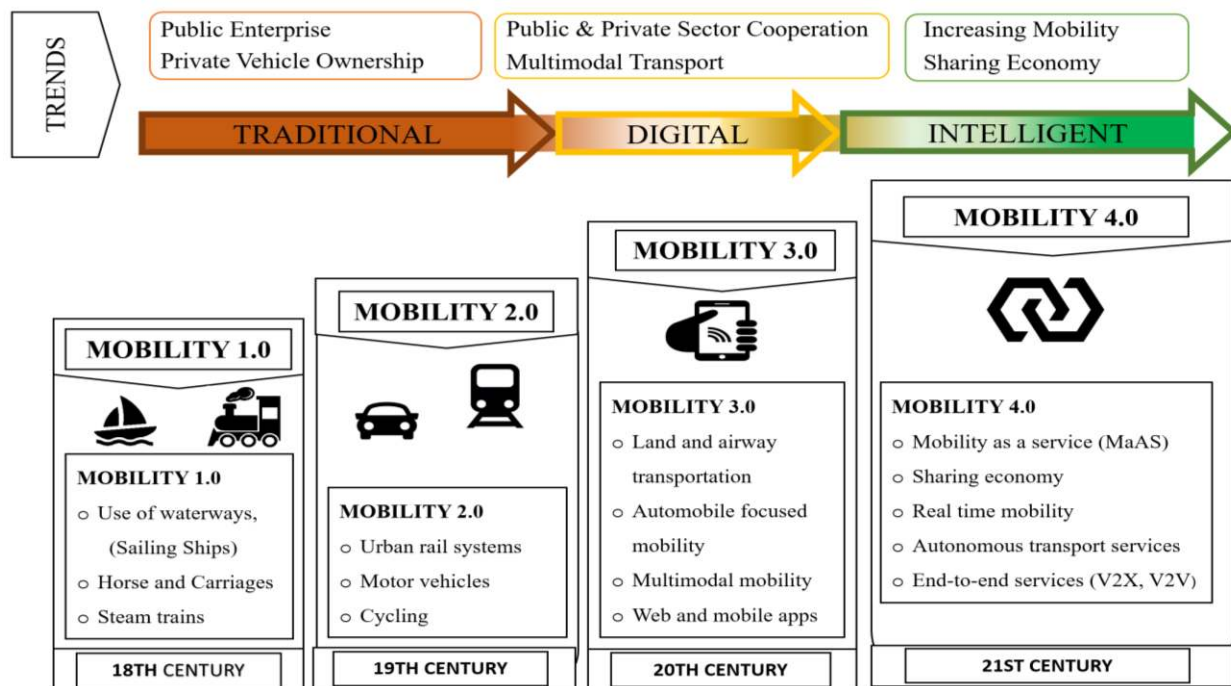 TRENDS
Public Enterprise
Private Vehicle Ownership
Public & Private Sector Cooperation
Multimodal Transport
Increasing Mobility
Sharing Economy
TRADITIONAL
DIGITAL
INTELLIGENT
MOBILITY 1.0
MOBILITY 1.0
Use of waterways,
(Sailing Ships)
Horse and Carriages
Steam trains
18TH CENTURY
MOBILITY 2.0
MOBILITY 2.0
Urban rail systems
Motor vehicles
Cycling
19TH CENTURY
MOBILITY 3.0
MOBILITY 3.0
Land and airway
transportation
Automobile focused
mobility
Multimodal mobility
Web and mobile apps
20TH CENTURY
MOBILITY 4.0
MOBILITY 4.0
Mobility as a service (MaAS)
Sharing economy
Real time mobility
Autonomous transport services
End-to-end services (V2X, V2V)
21ST CENTURY